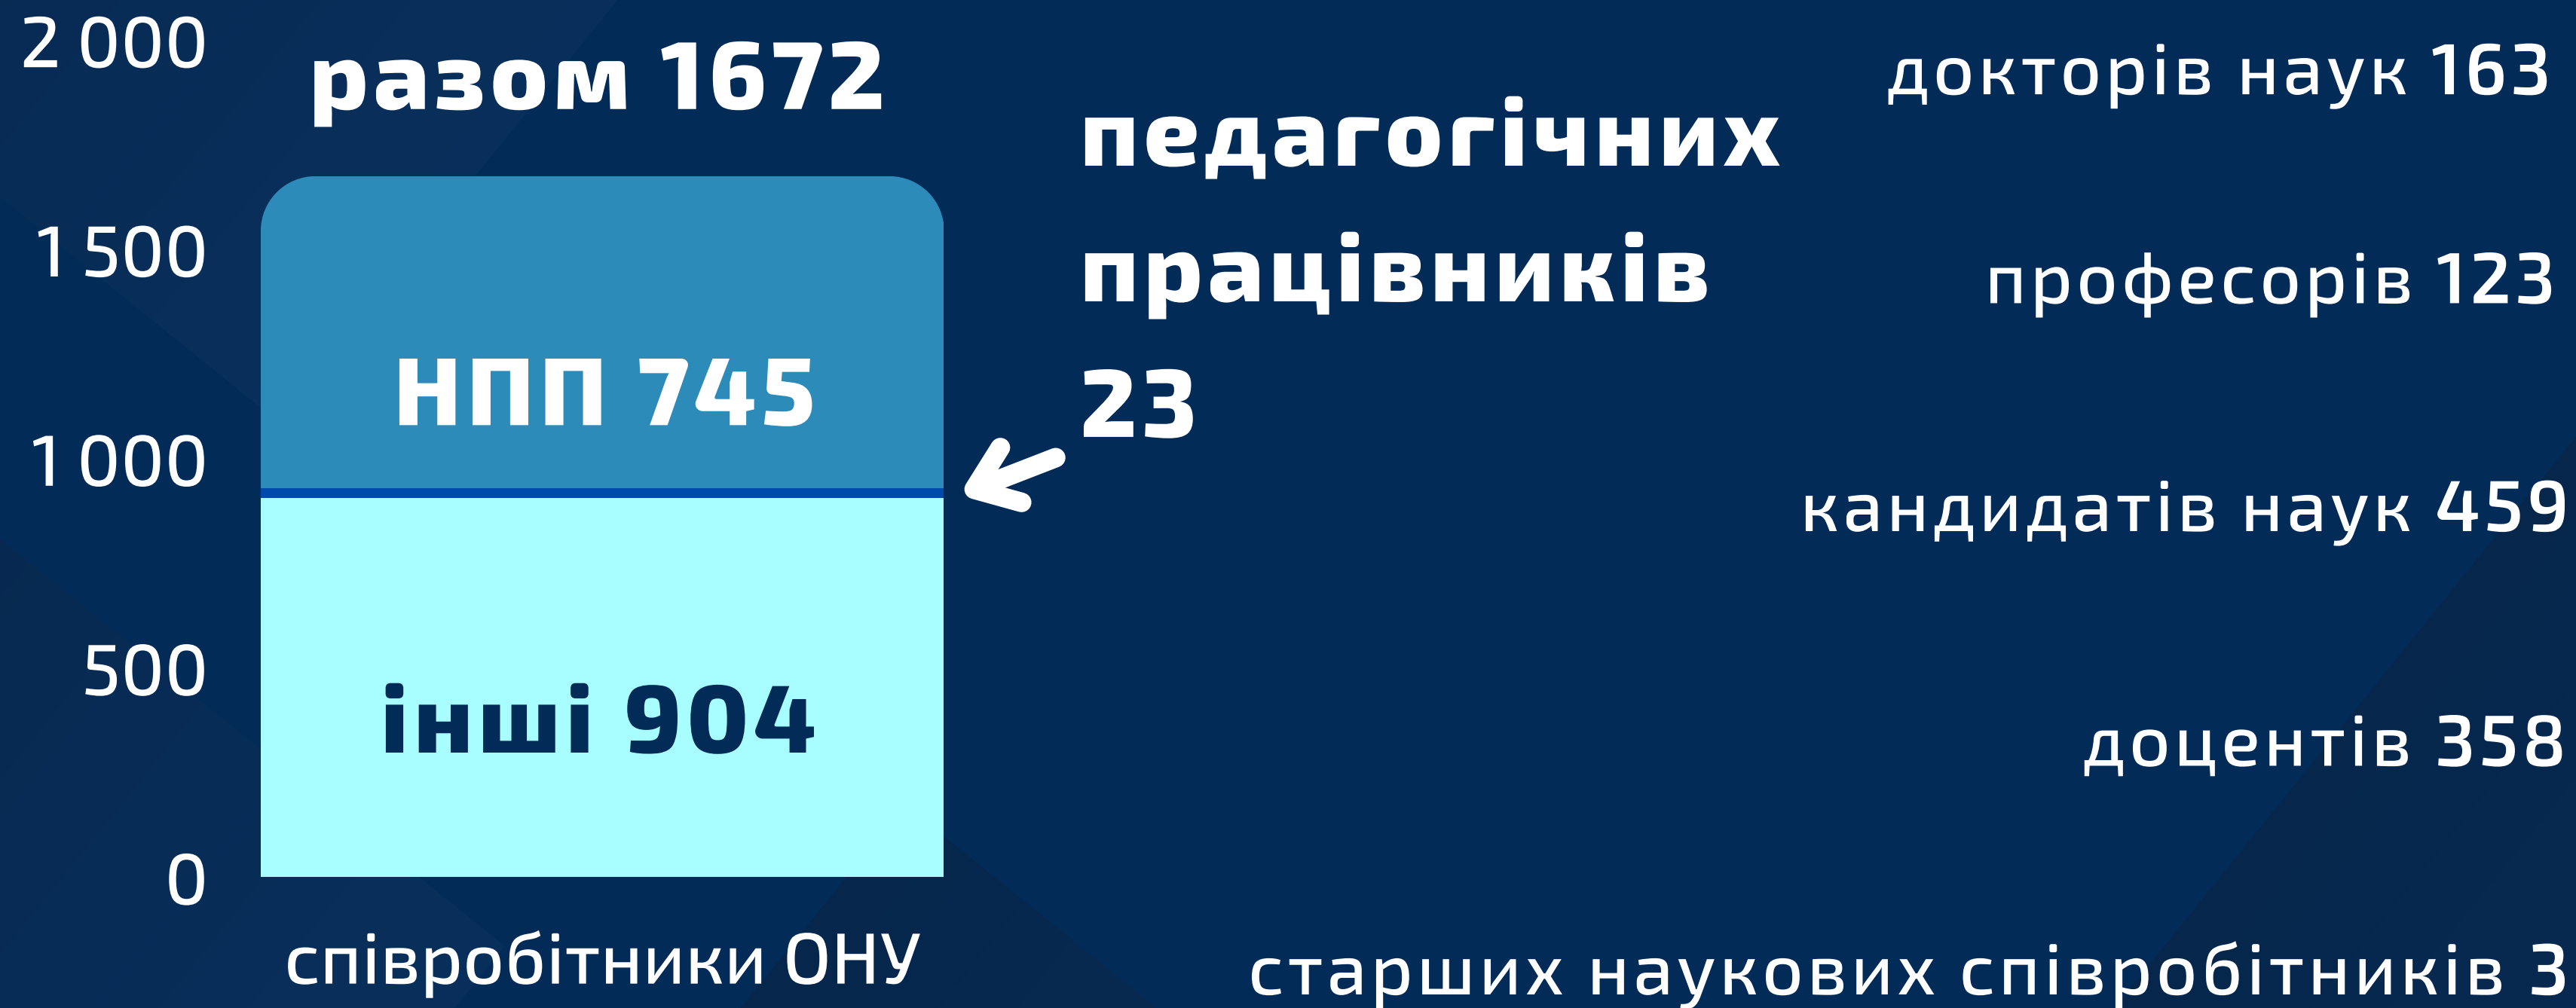 2 000
1 500
1 000
500
0
разом 1672
НПП 745
інші 904
співробітники ОНУ
педагогічних
працівників
23
докторів наук 163
професорів 123
кандидатів наук 459
доцентів 358
старших наукових співробітників 3